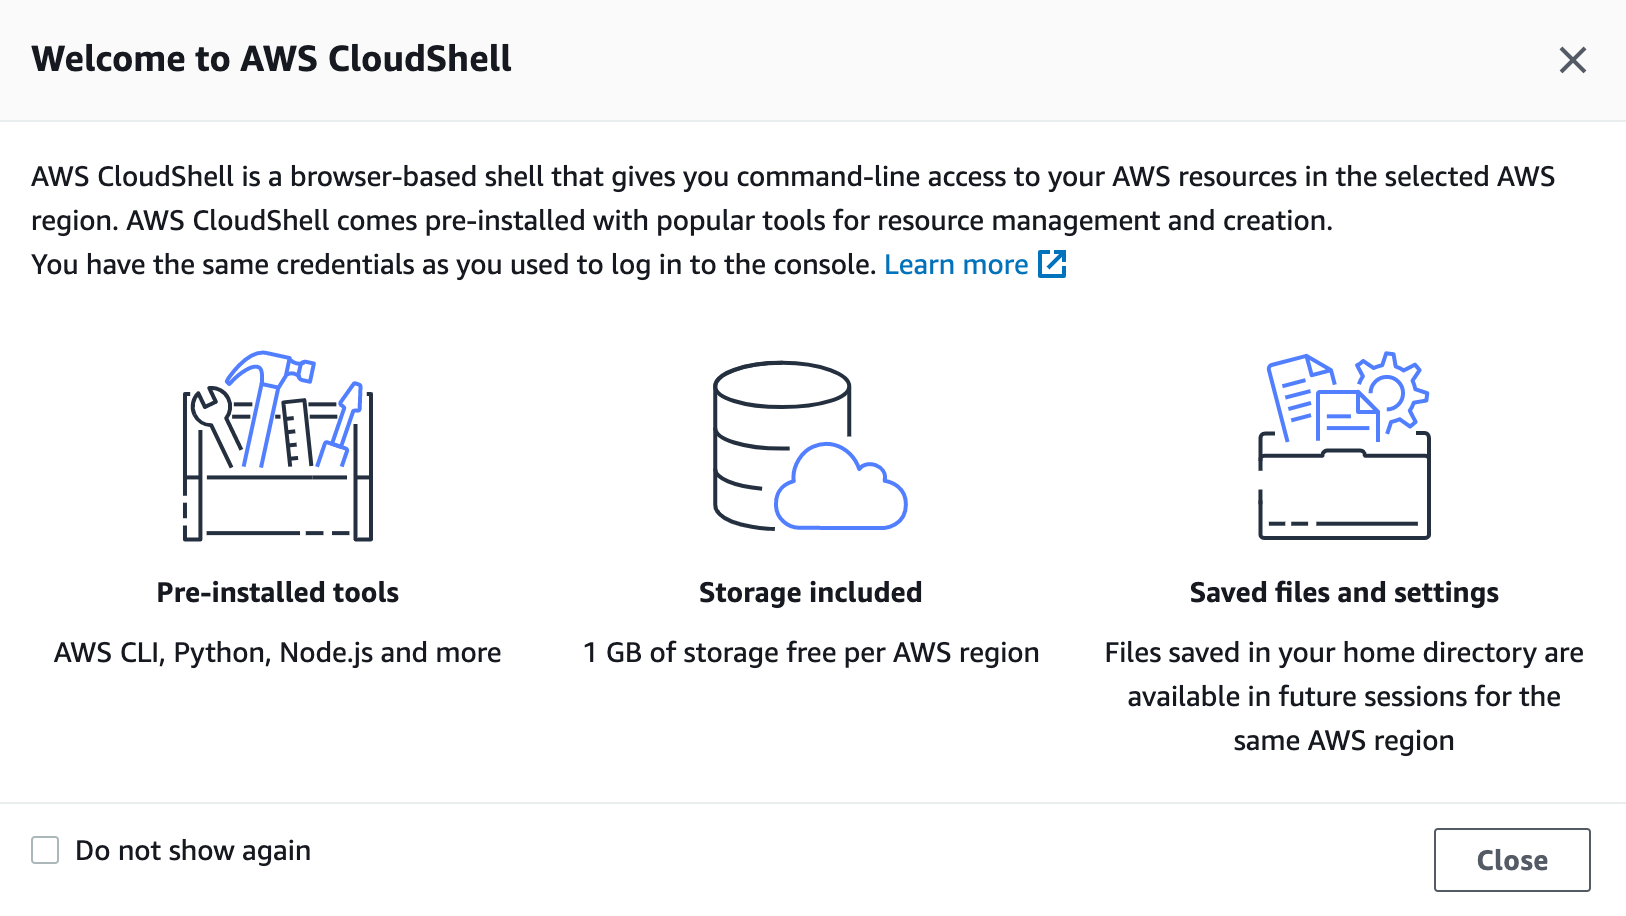 Welcome to AWS CloudShell
AWS CloudShell is a browser-based shell that gives you command-line access to your AWS resources in the selected AWS
region. AWS CloudShell comes pre-installed with popular tools for resource management and creation.
You have the same credentials as you used to log in to the console. Learn more
Pre-installed tools
AWS CLI, Python, Node.js and more
Storage included
1 GB of storage free per AWS region
Saved files and settings
Files saved in your home directory are
available in future sessions for the
same AWS region
Do not show again
Close